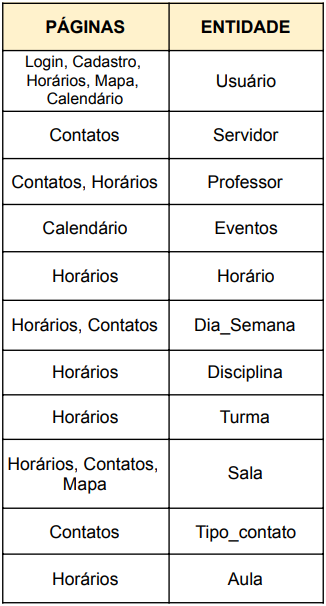 PÁGINAS ENTIDADE
Login, Cadastro,
Horários, Mapa,
Calendário
Usuário
Contatos Servidor
Contatos, Horários Professor
Calendário Eventos
Horários Horário
Horários, Contatos Dia_Semana
Horários Disciplina
Horários Turma
Horários, Contatos,
Mapa
Sala
Contatos Tipo_contato
Horários Aula